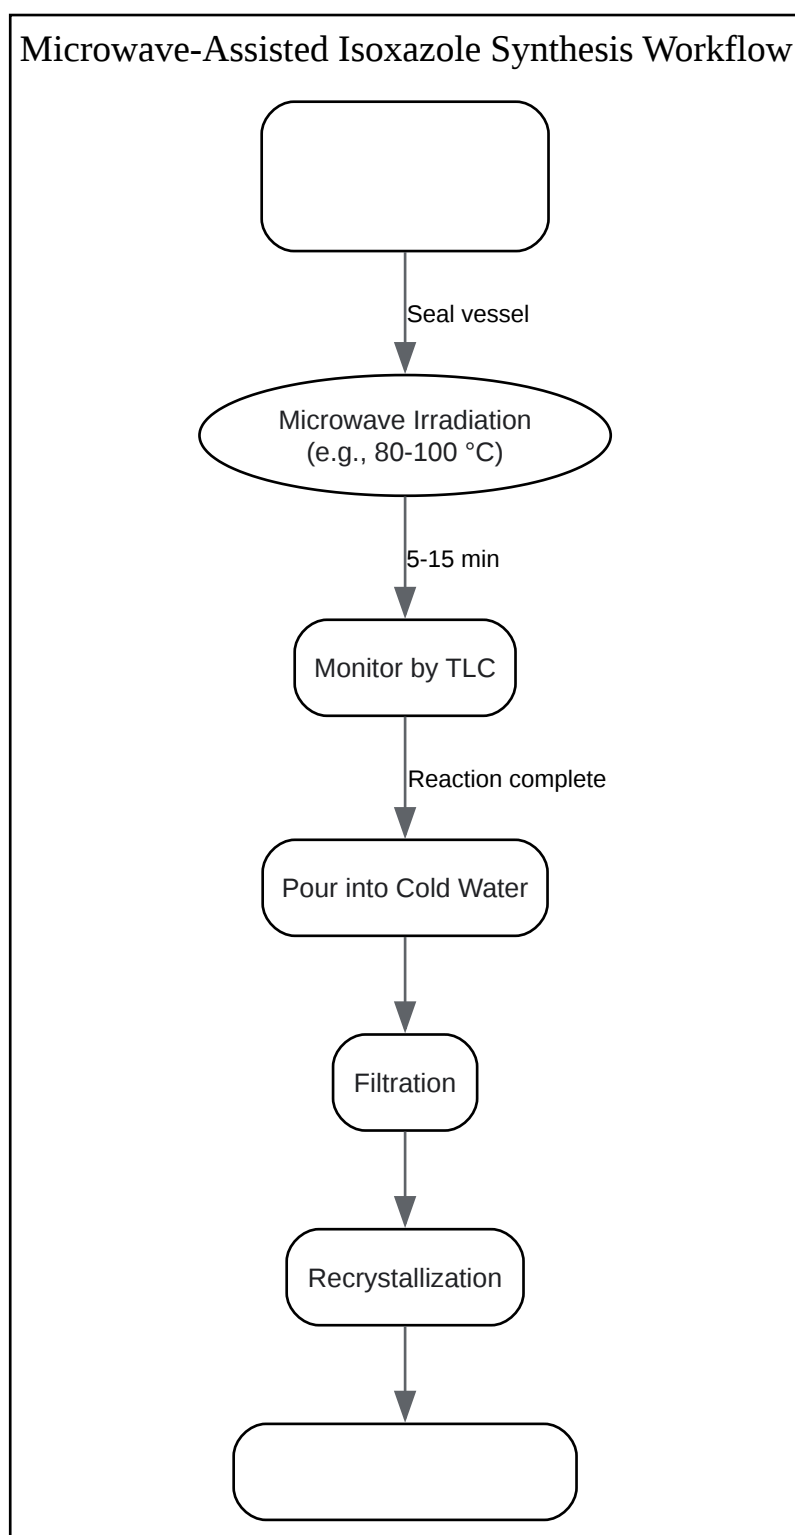 Microwave-Assisted Isoxazole Synthesis Workflow
Seal vessel
Microwave Irradiation
(e.g., 80-100 °C)
5-15 min
Monitor by TLC
Reaction complete
Pour into Cold Water
Filtration
Recrystallization